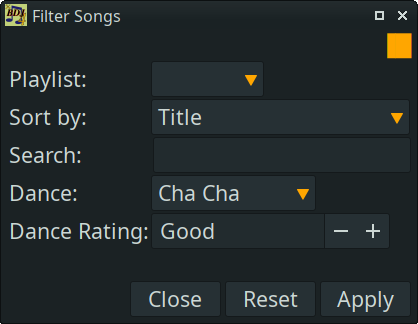 Filter Songs
Playlist:
Sort by: Title
Search:
Dance: Cha Cha
Dance Rating: Good
Close Reset Apply